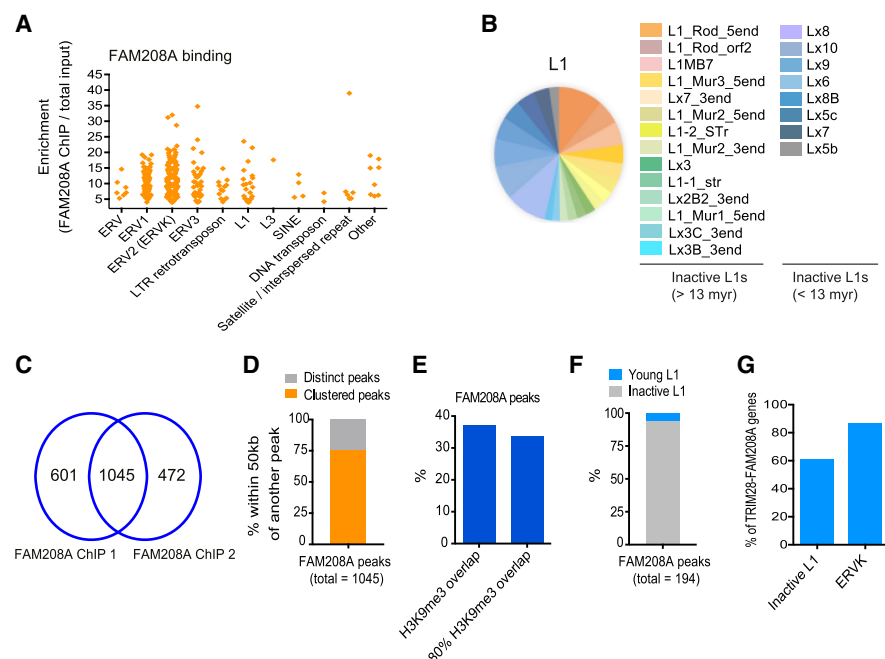 A
FAM208A binding
Enrichment
(FAM208A ChIP / total input)
45
40
35
30
25
20
15
10
5
ERV
ERV1
ERV2 (ERVK)
ERV3
LTR retrotransposon
L1
L3
SINE
DNA transposon
Satellite / interspersed repeat
Other
B
L1
L1_Rod_5end
L1_Rod_orf2
L1MB7
L1_Mur3_5end
Lx7_3end
L1_Mur2_5end
L1-2_STr
L1_Mur2_3end
Lx3
L1-1_str
Lx2B2_3end
L1_Mur1_5end
Lx3C_3end
Lx3B_3end
Inactive L1s
(> 13 myr)
Lx8
Lx10
Lx9
Lx6
Lx8B
Lx5c
Lx7
Lx5b
Inactive L1s
(< 13 myr)
C
601
1045
472
FAM208A ChIP 1
FAM208A ChIP 2
D
Distinct peaks
Clustered peaks
% within 50kb
of another peak
100
75
50
25
0
FAM208A peaks
(total = 1045)
E
FAM208A peaks
%
40
30
20
10
0
H3K9me3 overlap
80% H3K9me3 overlap
F
Young L1
Inactive L1
%
100
75
50
25
0
FAM208A peaks
(total = 194)
G
% of TRIM28-FAM208A genes
100
80
60
40
20
0
Inactive L1
ERVK